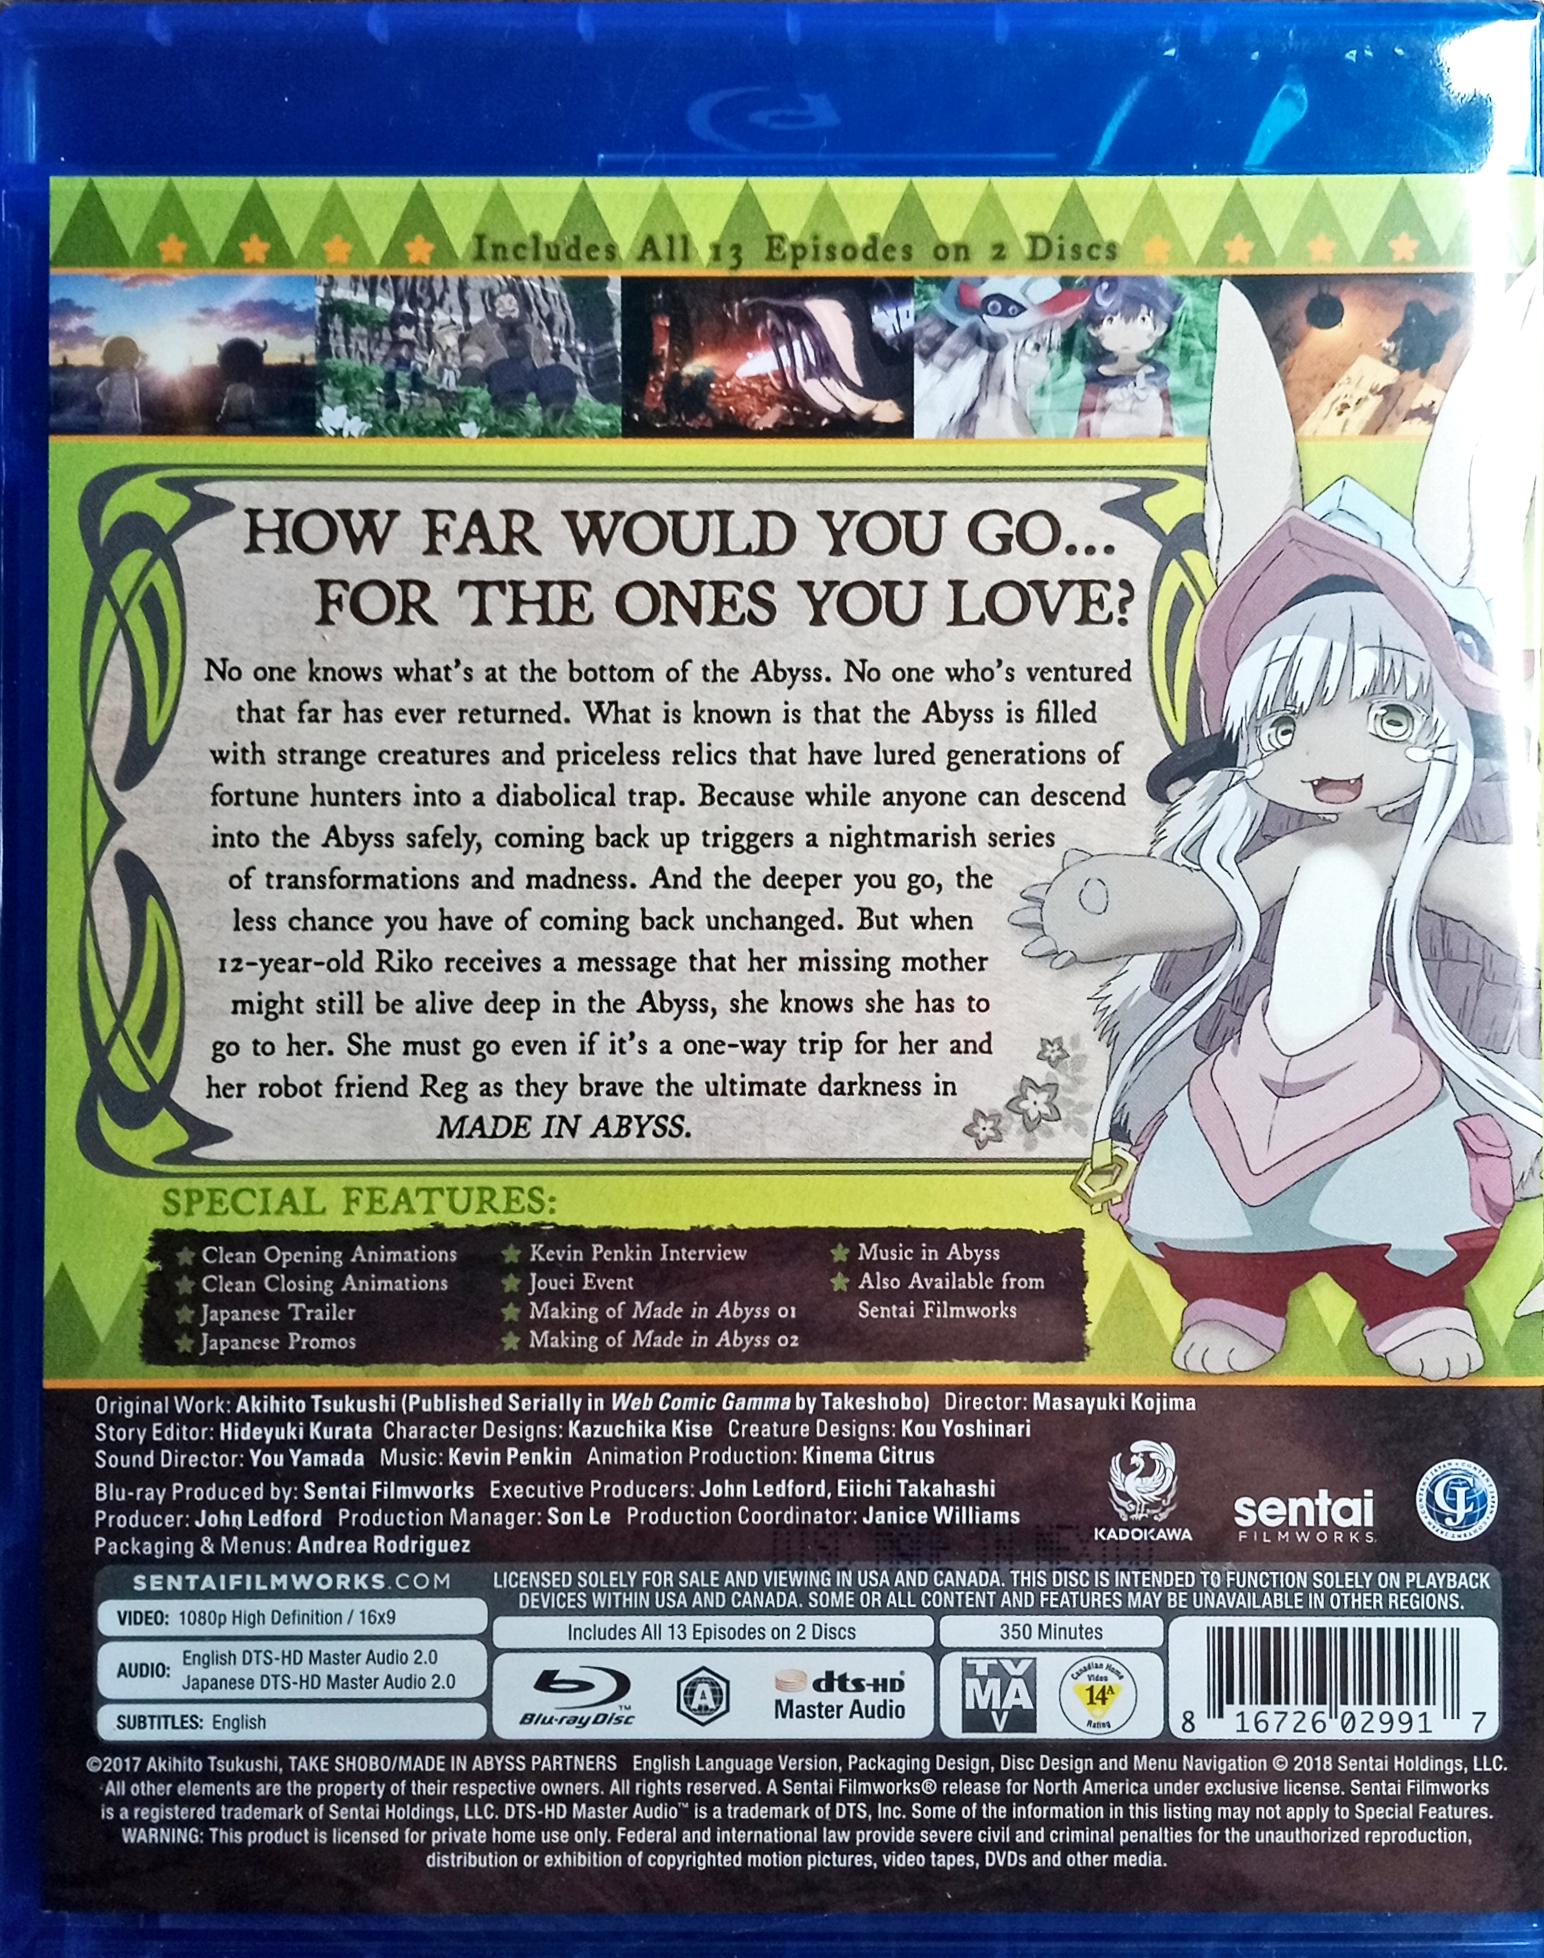 Includes All 13 Episodes on 2 Discs
HOW FAR WOULD YOU GO...
FOR THE ONES YOU LOVE?
No one knows what's at the bottom of the Abyss. No one who's ventured
that far has ever returned. What is known is that the Abyss is filled
with strange creatures and priceless relics that have lured generations of
fortune hunters into a diabolical trap. Because while anyone can descend
into the Abyss safely, coming back up triggers a nightmarish series
of transformations and madness. And the deeper you go, the
less chance you have of coming back unchanged. But when
12-year-old Riko receives a message that her missing mother
might still be alive deep in the Abyss, she knows she has to
go to her. She must go even if it's a one-way trip for her and
her robot friend Reg as they brave the ultimate darkness in
MADE IN ABYSS.
SPECIAL FEATURES:
Clean Opening Animations
Clean Closing Animations
Japanese Trailer
Japanese Promos
Kevin Penkin Interview
Jouei Event
Making of Made in Abyss 01
Making of Made in Abyss 02
Music in Abyss
Also Available from
Sentai Filmworks
Original Work: Akihito Tsukushi (Published Serially in Web Comic Gamma by Takeshobo) Director: Masayuki Kojima
Story Editor: Hideyuki Kurata Character Designs: Kazuchika Kise Creature Designs: Kou Yoshinari
Sound Director: You Yamada Music: Kevin Penkin Animation Production: Kinema Citrus
Blu-ray Produced by: Sentai Filmworks Executive Producers: John Ledford, Eiichi Takahashi
Producer: John Ledford Production Manager: Son Le Production Coordinator: Janice Williams
Packaging & Menus: Andrea Rodriguez
KADOKAWA
sentai
FILMWORKS
CJ
SENTAIFILMWORKS.COM
LICENSED SOLELY FOR SALE AND VIEWING IN USA AND CANADA. THIS DISC IS INTENDED TO FUNCTION SOLELY ON PLAYBACK
DEVICES WITHIN USA AND CANADA. SOME OR ALL CONTENT AND FEATURES MAY BE UNAVAILABLE IN OTHER REGIONS.
VIDEO: 1080p High Definition / 16x9
AUDIO: English DTS-HD Master Audio 2.0
Japanese DTS-HD Master Audio 2.0
SUBTITLES: English
Includes All 13 Episodes on 2 Discs
350 Minutes
Blu-ray Disc™
A
dts-HD
Master Audio
TV
MA
V
Canadian Home
Video
14A
Rating
8 16726 02991 7
©2017 Akihito Tsukushi, TAKE SHOBO/MADE IN ABYSS PARTNERS English Language Version, Packaging Design, Disc Design and Menu Navigation © 2018 Sentai Holdings, LLC.
All other elements are the property of their respective owners. All rights reserved. A Sentai Filmworks® release for North America under exclusive license. Sentai Filmworks
is a registered trademark of Sentai Holdings, LLC. DTS-HD Master Audio™ is a trademark of DTS, Inc. Some of the information in this listing may not apply to Special Features.
WARNING: This product is licensed for private home use only. Federal and international law provide severe civil and criminal penalties for the unauthorized reproduction,
distribution or exhibition of copyrighted motion pictures, video tapes, DVDs and other media.